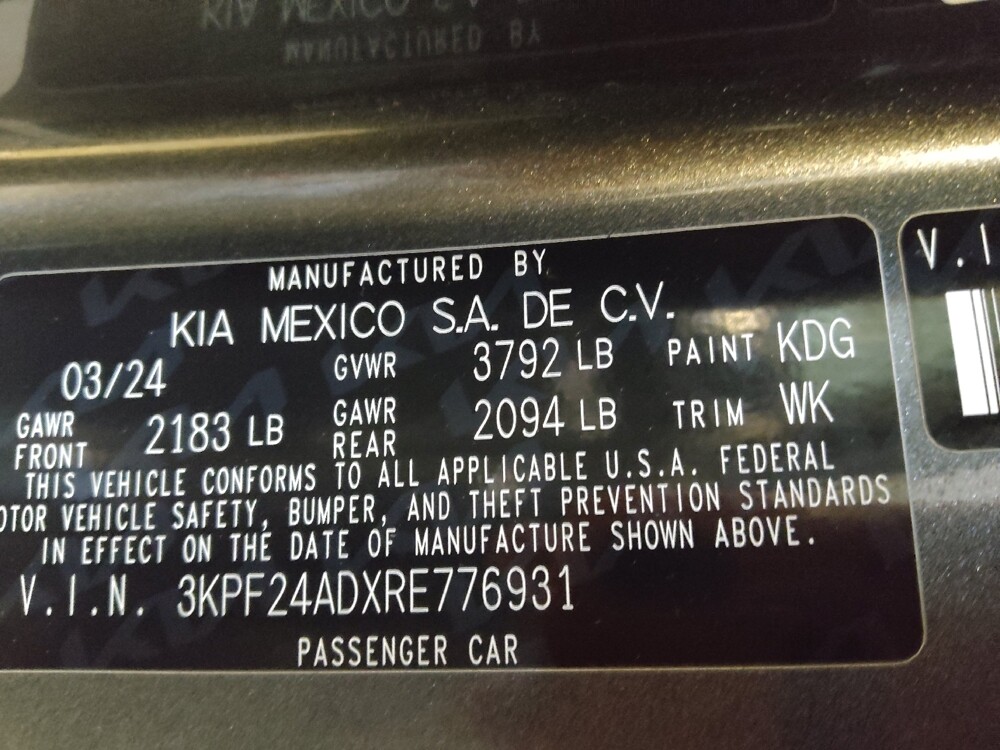 MANUFACTURED BY
KIA MEXICO S.A. DE C.V.
03/24 GVWR 3792 LB PAINT KDG
GAWR FRONT 2183 LB GAWR REAR 2094 LB TRIM WK
THIS VEHICLE CONFORMS TO ALL APPLICABLE U.S.A. FEDERAL
OTOR VEHICLE SAFETY, BUMPER, AND THEFT PREVENTION STANDARDS
IN EFFECT ON THE DATE OF MANUFACTURE SHOWN ABOVE.
V.I.N. 3KPF24ADXRE776931
PASSENGER CAR
V.I